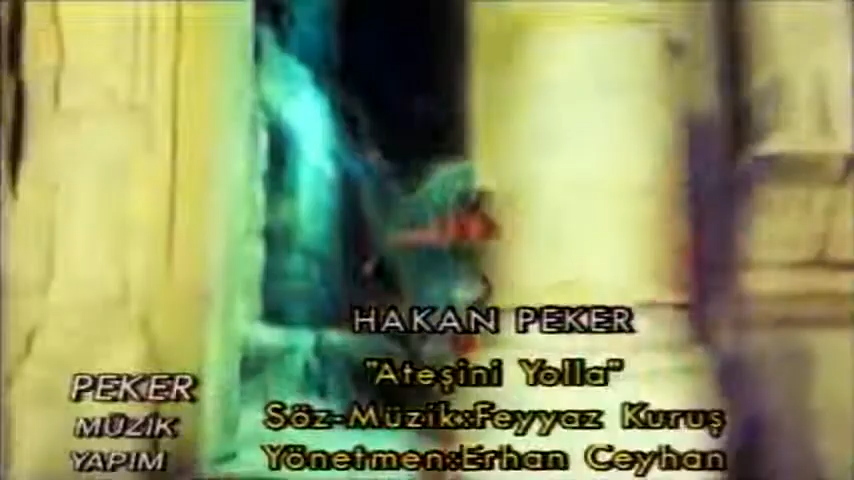 HAKAN PEKER
"Ateşini Yolla"
Söz-Müzik:Feyyaz Kuruş
Yönetmen:Erhan Ceyhan
PEKER
MÜZİK
YAPIM